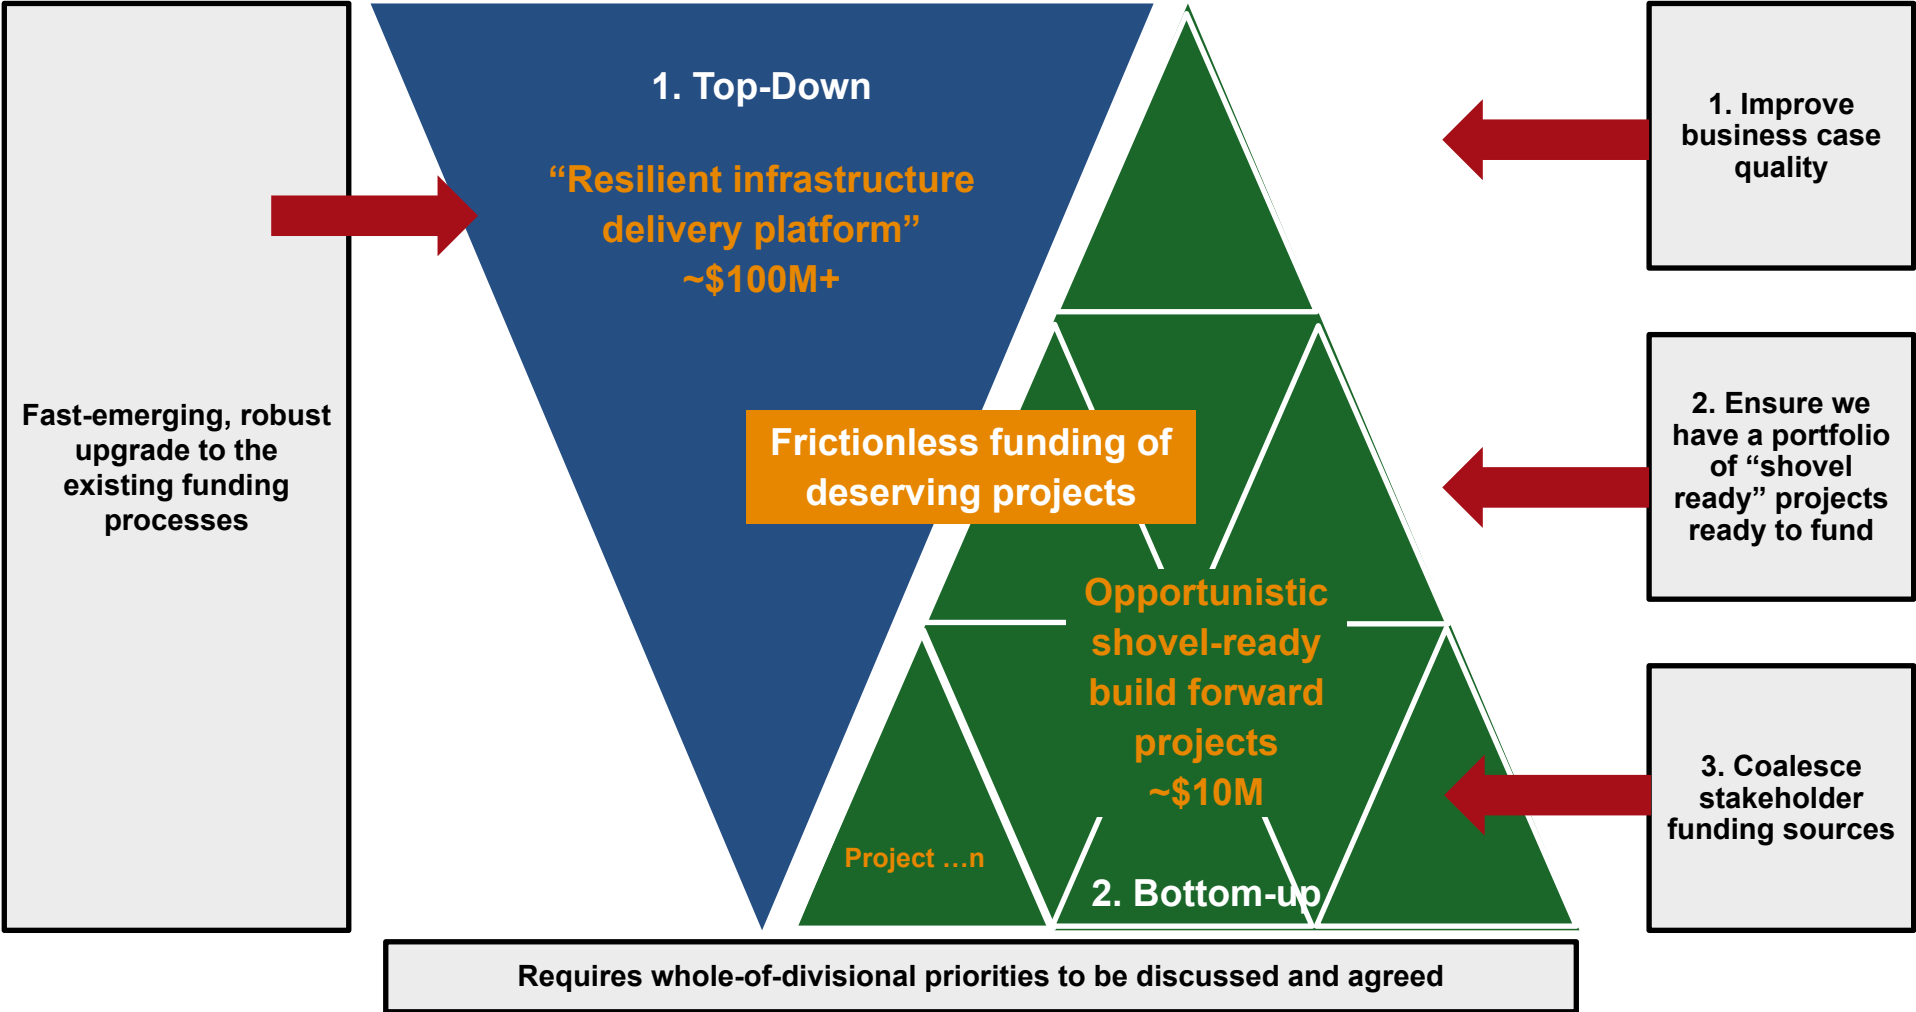 Fast-emerging, robust
upgrade to the
existing funding
processes
1. Top-Down
“Resilient infrastructure
delivery platform”
~$100M+
Frictionless funding of
deserving projects
Opportunistic
shovel-ready
build forward
projects
~$10M
Project …n
2. Bottom-up
1. Improve
business case
quality
2. Ensure we
have a portfolio
of “shovel
ready” projects
ready to fund
3. Coalesce
stakeholder
funding sources
Requires whole-of-divisional priorities to be discussed and agreed